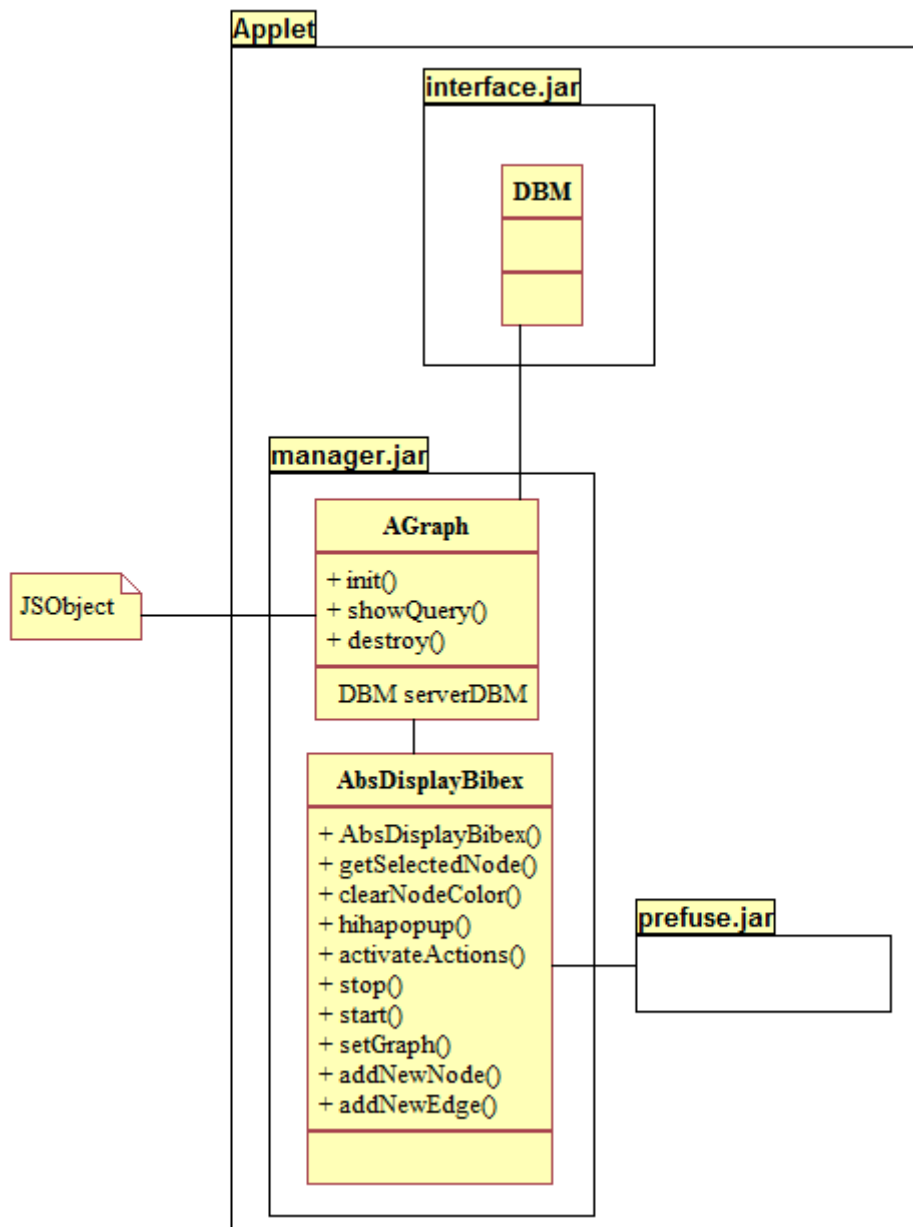 Applet
interface.jar
DBM
manager.jar
AGraph
+ init()
+ showQuery()
+ destroy()
DBM serverDBM
JSObject
AbsDisplayBibex
+ AbsDisplayBibex()
+ getSelectedNode()
+ clearNodeColor()
+ hihapopup()
+ activateActions()
+ stop()
+ start()
+ setGraph()
+ addNewNode()
+ addNewEdge()
prefuse.jar